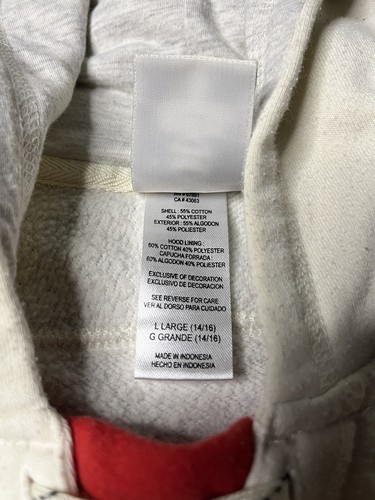 CA # 43063
SHELL : 55% COTTON
45% POLYESTER
EXTERIOR : 55% ALGODON
45% POLIESTER
HOOD LINING :
60% COTTON 40% POLYESTER
CAPUCHA FORRADA :
60% ALGODON 40% POLIESTER
EXCLUSIVE OF DECORATION
EXCLUSIVO DE DECORACION
SEE REVERSE FOR CARE
VER AL DORSO PARA CUIDADO
L LARGE (14/16)
G GRANDE (14/16)
MADE IN INDONESIA
HECHO EN INDONESIA